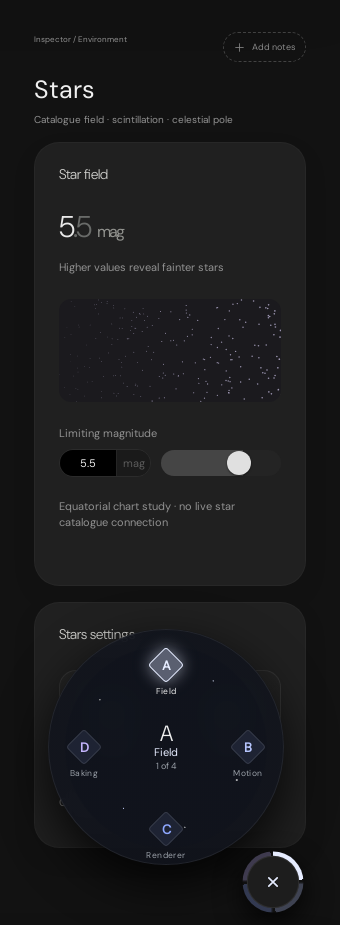 Inspector / Environment
+ Add notes
Stars
Catalogue field · scintillation · celestial pole
Star field
5.5 mag
Higher values reveal fainter stars
Limiting magnitude
5.5 mag
Equatorial chart study · no live star
catalogue connection
Stars settings
A
Field
A
Field
1 of 4
D
Baking
B
Motion
C
Renderer